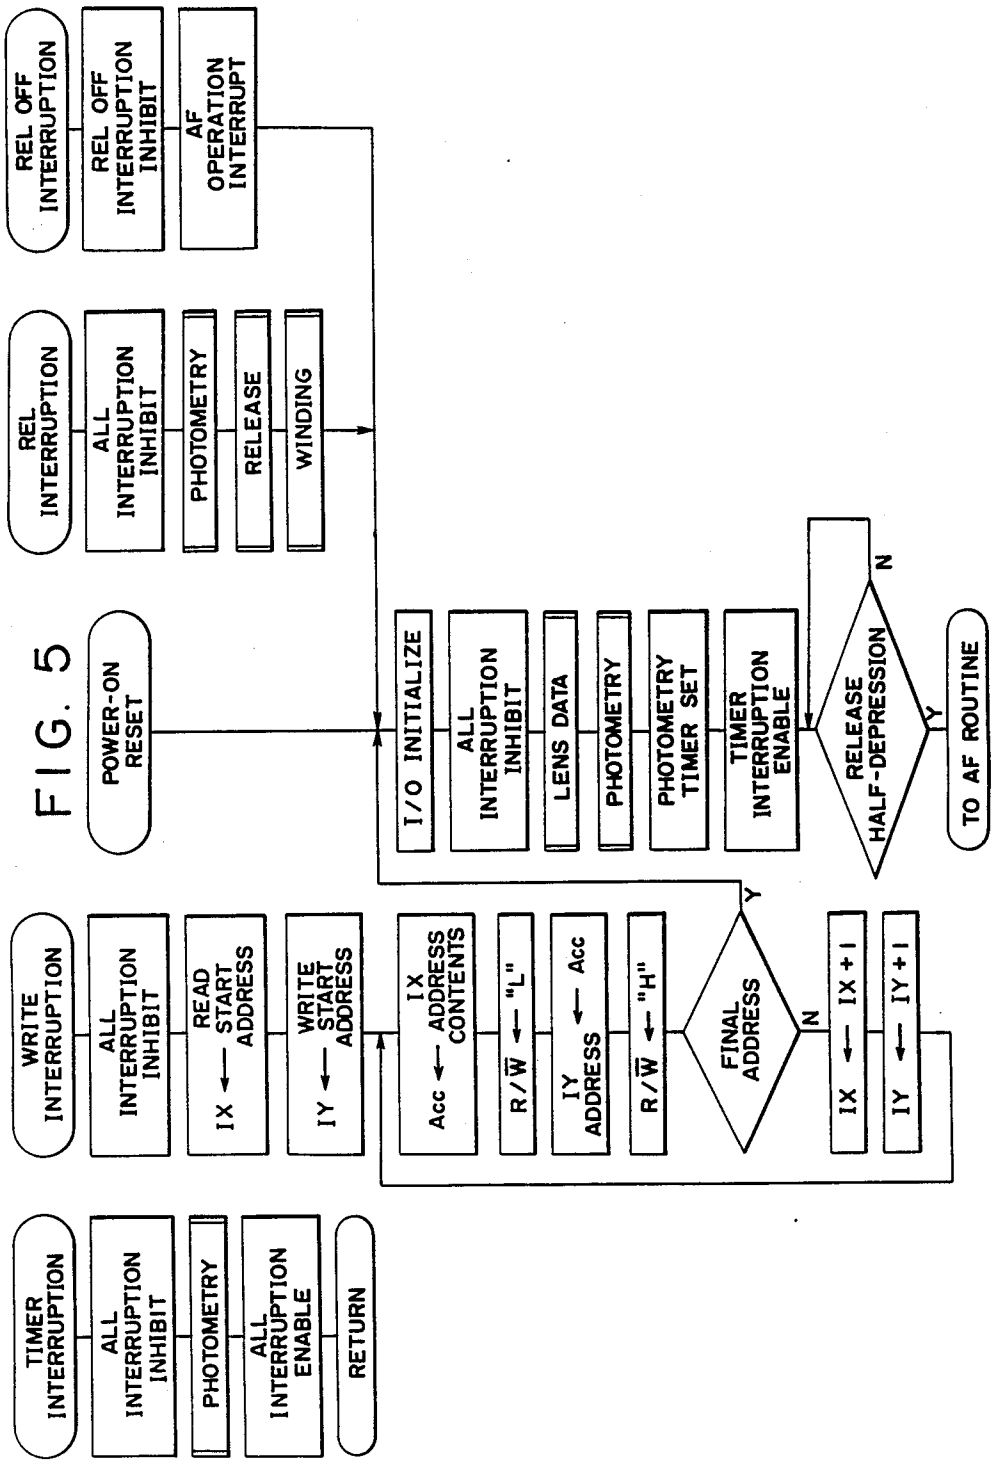 FIG. 5
TIMER
INTERRUPTION
ALL
INTERRUPTION
INHIBIT
PHOTOMETRY
ALL
INTERRUPTION
ENABLE
RETURN
WRITE
INTERRUPTION
ALL
INTERRUPTION
INHIBIT
READ
IX ← START
ADDRESS
WRITE
IY ← START
ADDRESS
IX
Acc ← ADDRESS
CONTENTS
R/W̅ ← "L"
IY
ADDRESS ← Acc
R/W̅ ← "H"
FINAL
ADDRESS
Y
N
IX ← IX + 1
IY ← IY + 1
POWER-ON
RESET
I/O INITIALIZE
ALL
INTERRUPTION
INHIBIT
LENS DATA
PHOTOMETRY
PHOTOMETRY
TIMER SET
TIMER
INTERRUPTION
ENABLE
RELEASE
HALF-DEPRESSION
N
Y
TO AF ROUTINE
REL
INTERRUPTION
ALL
INTERRUPTION
INHIBIT
PHOTOMETRY
RELEASE
WINDING
REL OFF
INTERRUPTION
REL OFF
INTERRUPTION
INHIBIT
AF
OPERATION
INTERRUPT